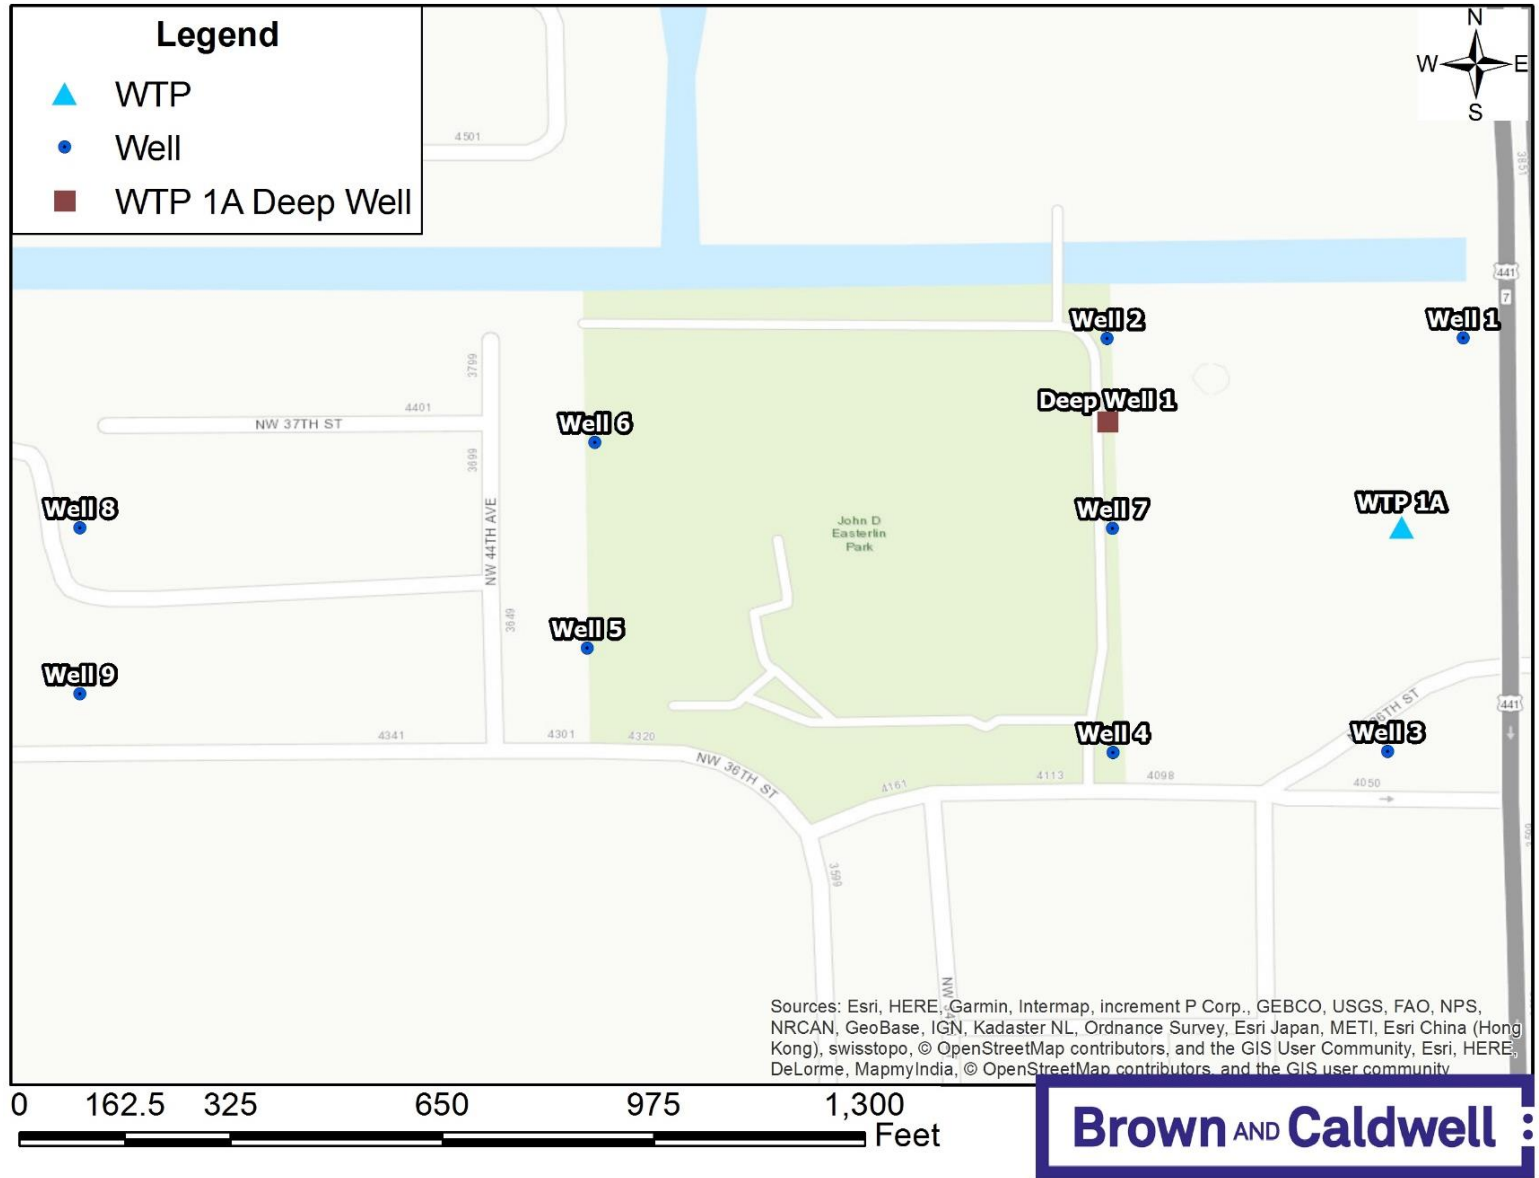 Legend
WTP
Well
WTP 1A Deep Well
N
W E
S
4501
3851
441
7
Well 2
Well 1
3799
Deep Well 1
4401
NW 37TH ST
Well 6
3699
WTP 1A
Well 8
Well 7
NW 44TH AVE
John D
Easterlin
Park
3649
Well 5
Well 9
36TH ST
441
4341
4301
4320
Well 4
Well 3
NW 36TH ST
4161
4113
4098
4050
3599
NW
Sources: Esri, HERE, Garmin, Intermap, increment P Corp., GEBCO, USGS, FAO, NPS,
NRCAN, GeoBase, IGN, Kadaster NL, Ordnance Survey, Esri Japan, METI, Esri China (Hong
Kong), swisstopo, © OpenStreetMap contributors, and the GIS User Community, Esri, HERE,
DeLorme, MapmyIndia, © OpenStreetMap contributors, and the GIS user community
0 162.5 325 650 975 1,300
Feet
Brown AND Caldwell